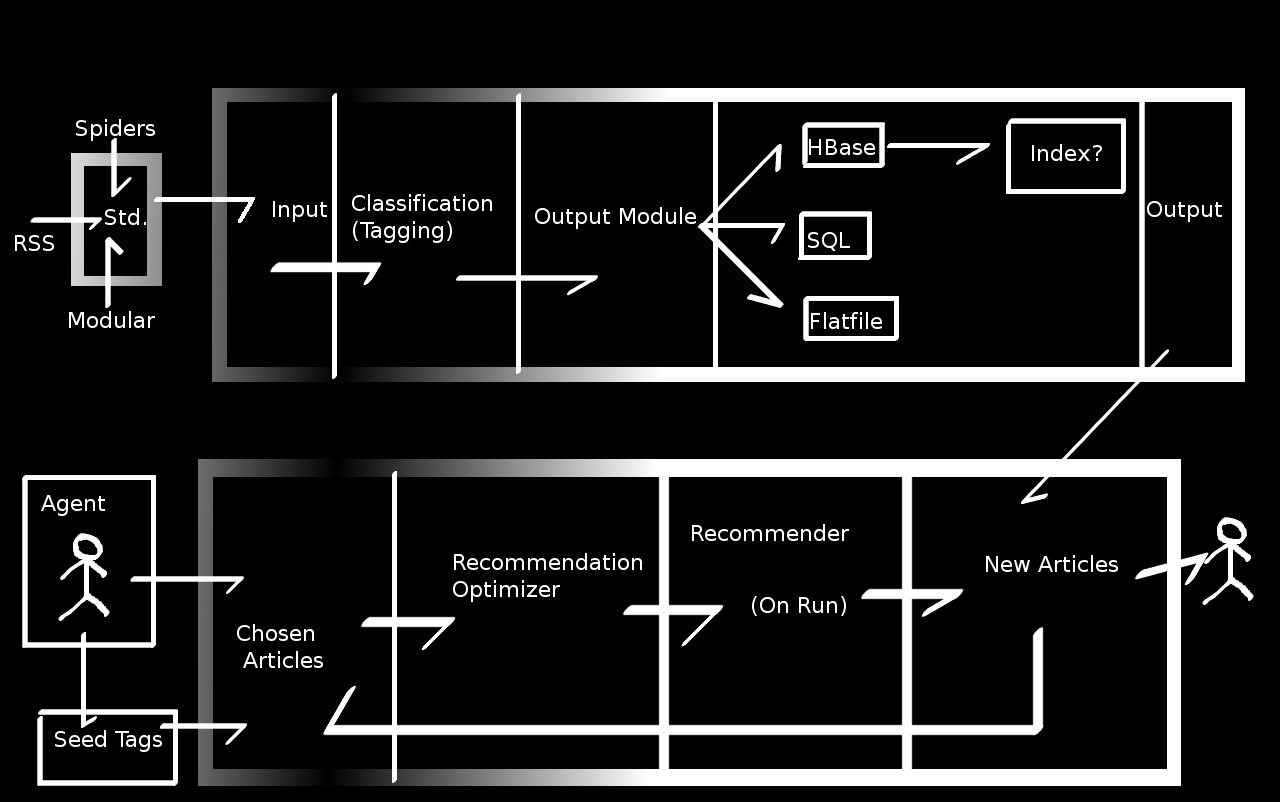 Spiders
Std.
RSS
Modular
Input
Classification
(Tagging)
Output Module
HBase
SQL
Flatfile
Index?
Output
Agent
Seed Tags
Chosen
Articles
Recommendation
Optimizer
Recommender
(On Run)
New Articles